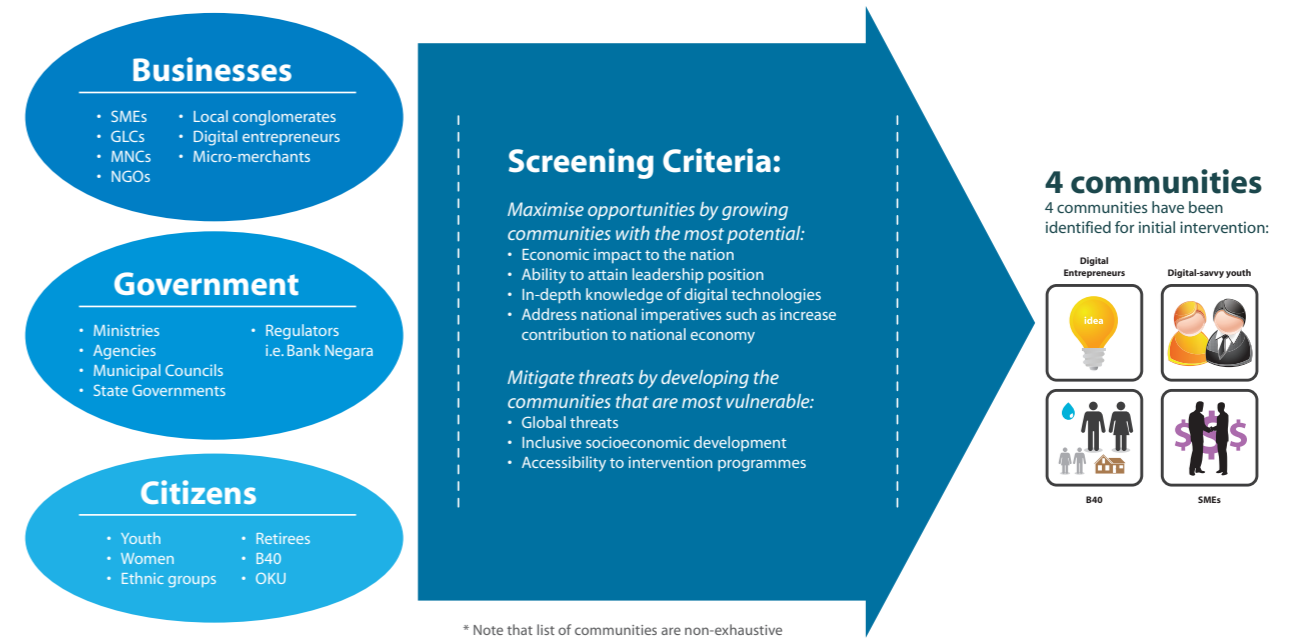 Businesses
• SMEs
• GLCs
• MNCs
• NGOs
• Local conglomerates
• Digital entrepreneurs
• Micro-merchants
Government
• Ministries
• Agencies
• Municipal Councils
• State Governments
• Regulators
i.e. Bank Negara
Citizens
• Youth
• Women
• Ethnic groups
• Retirees
• B40
• OKU
Screening Criteria:
Maximise opportunities by growing
communities with the most potential:
• Economic impact to the nation
• Ability to attain leadership position
• In-depth knowledge of digital technologies
• Address national imperatives such as increase
contribution to national economy
Mitigate threats by developing the
communities that are most vulnerable:
• Global threats
• Inclusive socioeconomic development
• Accessibility to intervention programmes
* Note that list of communities are non-exhaustive
4 communities
4 communities have been
identified for initial intervention:
Digital
Entrepreneurs
idea
Digital-savvy youth
B40
$$$
SMEs